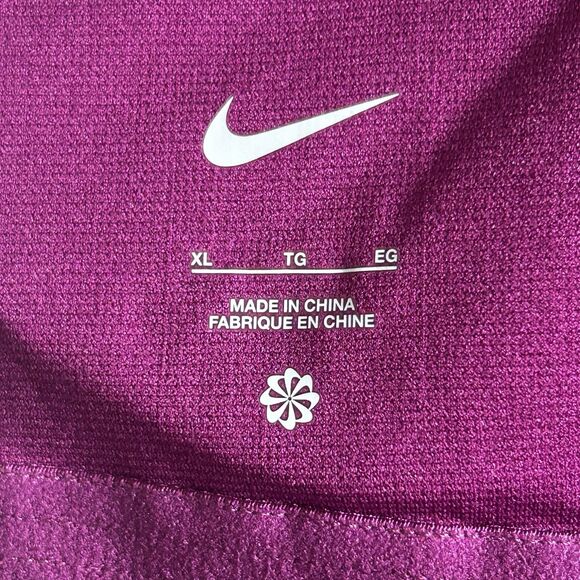 XL TG EG
MADE IN CHINA
FABRIQUE EN CHINE